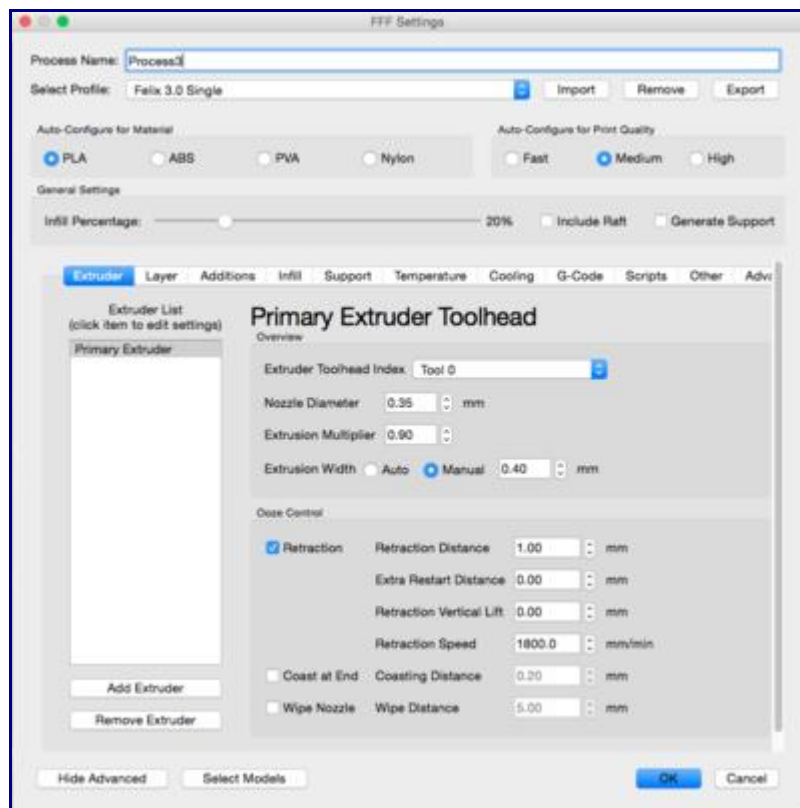 FFF Settings
Process Name: Process3
Select Profile: Felix 3.0 Single Import Remove Export
Auto-Configure for Material Auto-Configure for Print Quality
PLA ABS PVA Nylon Fast Medium High
General Settings
Infill Percentage: 20% Include Raft Generate Support
Extruder Layer Additions Infill Support Temperature Cooling G-Code Scripts Other Adva
Extruder List
(click item to edit settings)
Primary Extruder
Primary Extruder Toolhead
Overview
Extruder Toolhead Index Tool 0
Nozzle Diameter 0.35 mm
Extrusion Multiplier 0.90
Extrusion Width Auto Manual 0.40 mm
Ooze Control
Retraction Retraction Distance 1.00 mm
Extra Restart Distance 0.00 mm
Retraction Vertical Lift 0.00 mm
Retraction Speed 1800.0 mm/min
Coast at End Coasting Distance 0.20 mm
Wipe Nozzle Wipe Distance 5.00 mm
Add Extruder
Remove Extruder
Hide Advanced Select Models OK Cancel